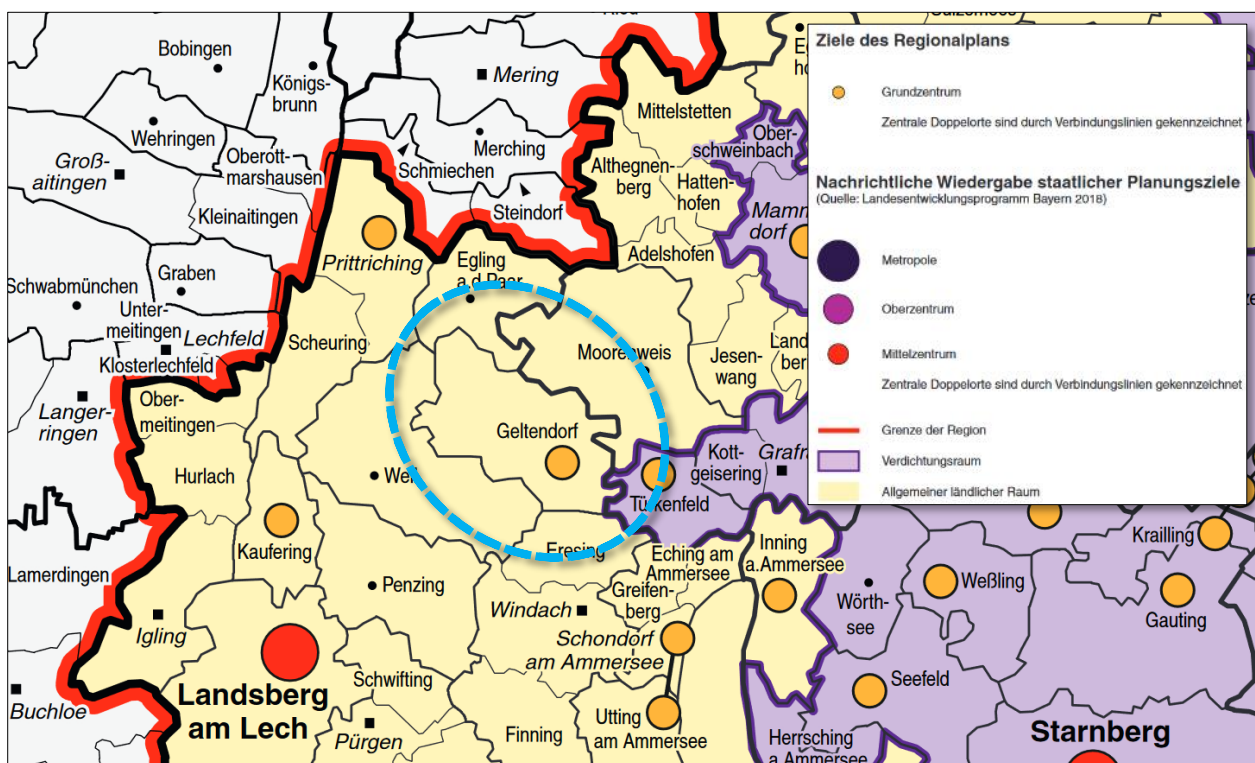 Bobingen
Königs-
brunn
Mering
Wehringen
Groß-
aitingen
Oberott-
marshausen
Merching
Schmiechen
Kleinaitingen
Steindorf
Mittelstetten
Ober-
schweinbach
Althegnen-
berg
Hatten-
hofen
Prittriching
Egling
a.d.Paar
Adelshofen
Graben
Schwabmünchen
Unter-
meitingen
Lechfeld
Klosterlechfeld
Scheuring
Moorenweis
Jesen-
wang
Langer-
ringen
Ober-
meitingen
Geltendorf
Kott-
geisering
Hurlach
Türkenfeld
Kaufering
Eresing
Eching am
Ammersee
Inning
a.Ammersee
Krailling
Lamerdingen
Penzing
Greifen-
berg
Windach
Weßling
Wörth-
see
Gauting
Igling
Schondorf
am Ammersee
Landsberg
am Lech
Schwifting
Seefeld
Buchloe
Pürgen
Finning
Utting
am Ammersee
Herrsching
a.Ammersee
Starnberg
Ziele des Regionalplans
Grundzentrum
Zentrale Doppelorte sind durch Verbindungslinien gekennzeichnet
Nachrichtliche Wiedergabe staatlicher Planungsziele
(Quelle: Landesentwicklungsprogramm Bayern 2018)
Metropole
Oberzentrum
Mittelzentrum
Zentrale Doppelorte sind durch Verbindungslinien gekennzeichnet
Grenze der Region
Verdichtungsraum
Allgemeiner ländlicher Raum